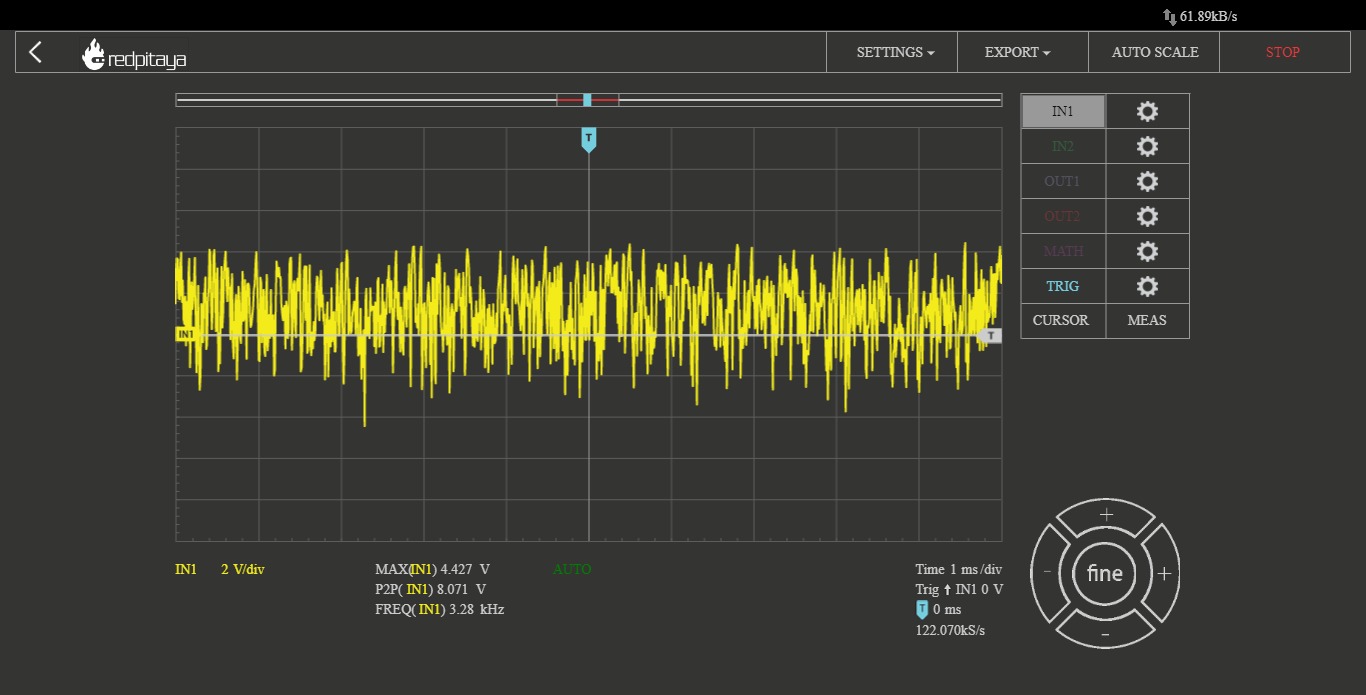 61.89kB/s
redpitaya
SETTINGS
EXPORT
AUTO SCALE
STOP
T
IN1
IN2
OUT1
OUT2
MATH
TRIG
CURSOR MEAS
IN1
T
IN1 2 V/div
MAX(IN1) 4.427 V
P2P( IN1) 8.071 V
FREQ( IN1) 3.28 kHz
AUTO
Time 1 ms/div
Trig ↑ IN1 0 V
T 0 ms
122.070kS/s
+
- fine +
-